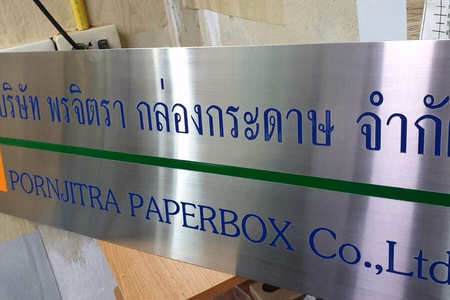 บริษัท พรจิตรา กล่องกระดาษ จำกัด
PORNJITRA PAPERBOX Co.,Ltd